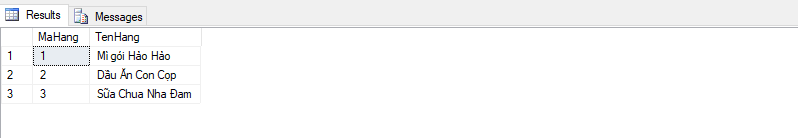 Results Messages
MaHang TenHang
1 1 Mì gói Hảo Hảo
2 2 Dầu Ăn Con Cọp
3 3 Sữa Chua Nha Đam